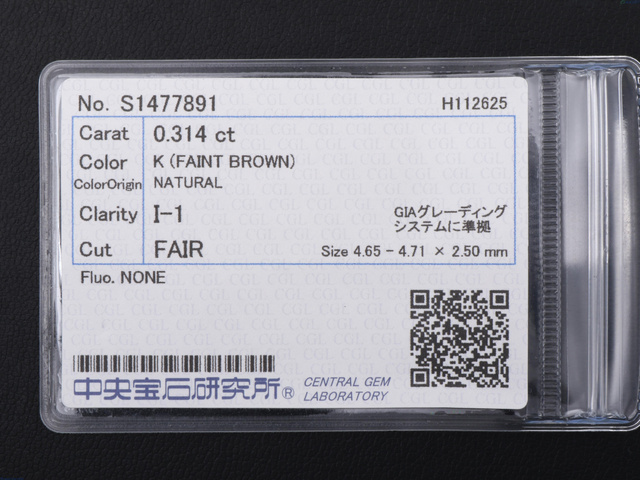 No. S1477891 H112625
Carat 0.314 ct
Color K (FAINT BROWN)
ColorOrigin NATURAL
Clarity I-1
GIAグレーディング
システムに準拠
Cut FAIR Size 4.65 - 4.71 × 2.50 mm
Fluo. NONE
中央宝石研究所® CENTRAL GEM
LABORATORY